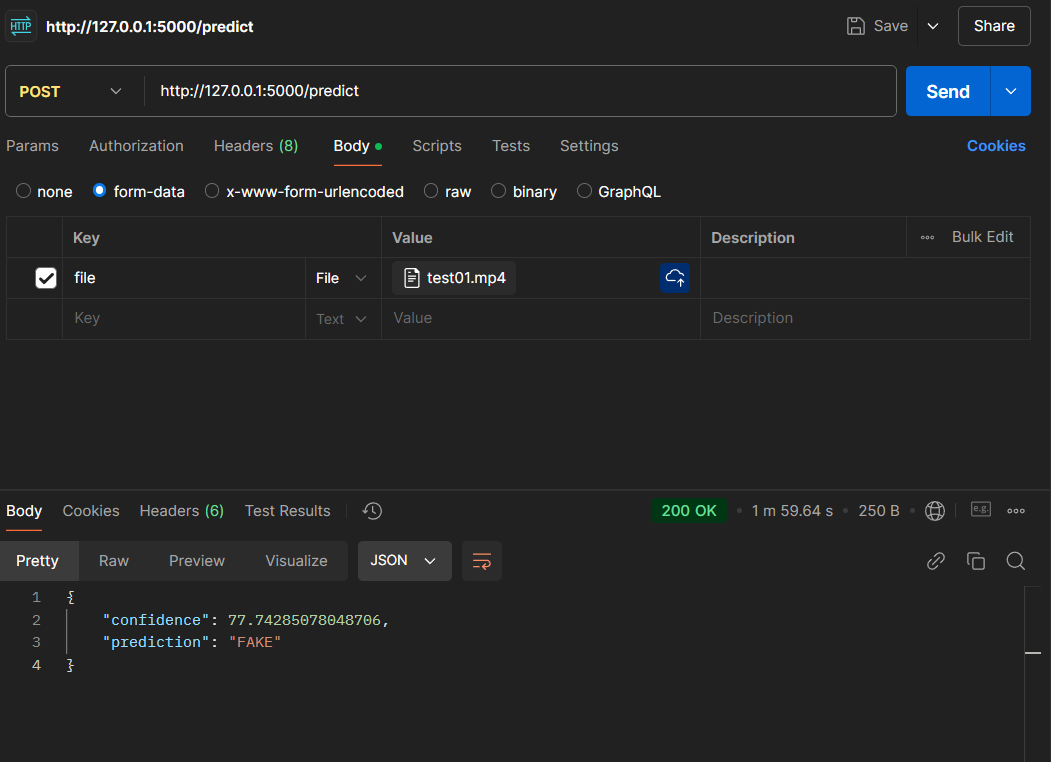 HTTP http://127.0.0.1:5000/predict Save Share
POST http://127.0.0.1:5000/predict Send
Params Authorization Headers (8) Body Scripts Tests Settings Cookies
none form-data x-www-form-urlencoded raw binary GraphQL
Key Value Description Bulk Edit
file File test01.mp4
Key Text Value Description
Body Cookies Headers (6) Test Results 200 OK • 1 m 59.64 s • 250 B • e.g.
Pretty Raw Preview Visualize JSON
1 {
2 "confidence": 77.74285078048706,
3 "prediction": "FAKE"
4 }